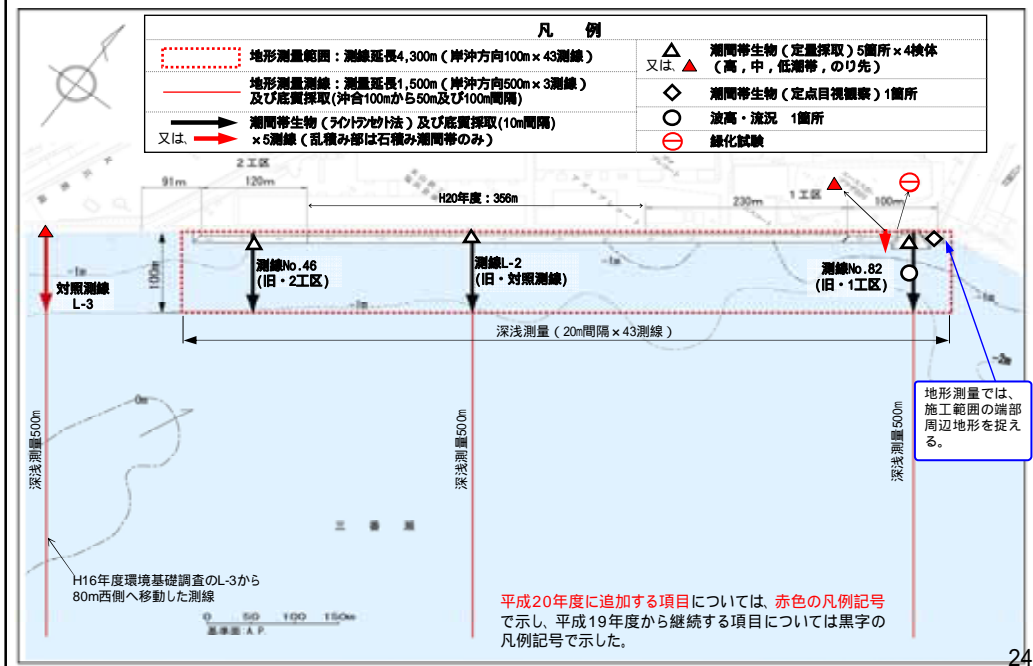 凡 例
地形測量範囲：測線延長4,300m（岸沖方向100m×43測線）
地形測量測線：測線延長1,500m（岸沖方向500m×3測線）
及び底質採取(沖合100mから50m及び100m間隔)
潮間帯生物（ライントランセクト法）及び底質採取(10m間隔)
又は、
×5測線（乱積み部は石積み潮間帯のみ）
潮間帯生物（定量採取）5箇所×4検体
又は、
（高，中，低潮帯，のり先）
潮間帯生物（定点目視観察）1箇所
波高・流況 1箇所
緑化試験
2工区
91m
120m
H20年度：356m
230m
1工区
100m
100m
-1m
対照測線
L-3
測線No.46
(旧・2工区)
-1m
測線L-2
(旧・対照測線)
-1m
測線No.82
(旧・1工区)
-1m
-2m
深浅測量（20m間隔×43測線）
地形測量では、
施工範囲の端部
周辺地形を捉え
る。
0m
深浅測量500m
深浅測量500m
深浅測量500m
三 番 瀬
H16年度環境基礎調査のL-3から
80m西側へ移動した測線
0 50 100 150m
基準面:A.P.
平成20年度に追加する項目については、赤色の凡例記号
で示し、平成19年度から継続する項目については黒字の
凡例記号で示した。
24